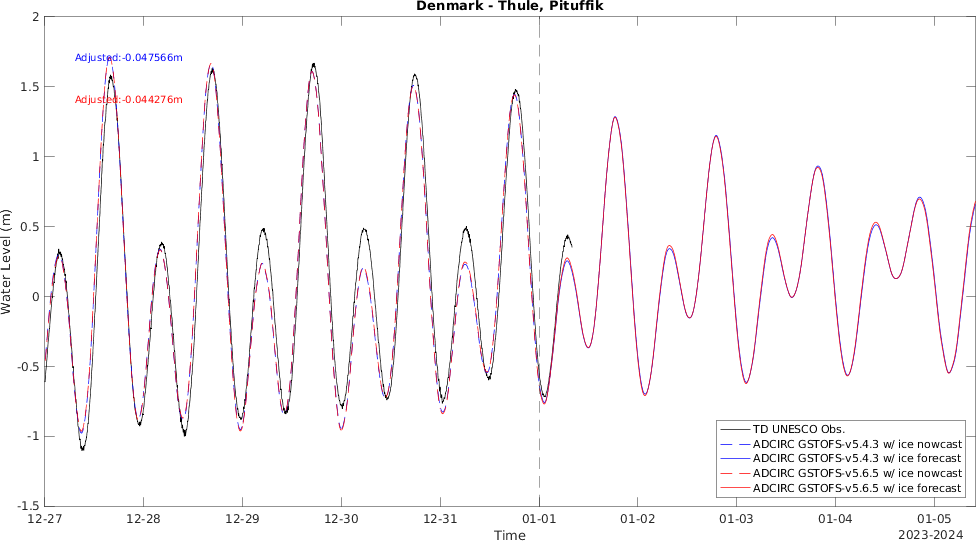 Denmark - Thule, Pituffik
Adjusted:-0.047566m
Adjusted:-0.044276m
Water Level (m)
2
1.5
1
0.5
0
-0.5
-1
-1.5
12-27
12-28
12-29
12-30
12-31
01-01
01-02
01-03
01-04
01-05
2023-2024
Time
TD UNESCO Obs.
ADCIRC GSTOFS-v5.4.3 w/ ice nowcast
ADCIRC GSTOFS-v5.4.3 w/ ice forecast
ADCIRC GSTOFS-v5.6.5 w/ ice nowcast
ADCIRC GSTOFS-v5.6.5 w/ ice forecast